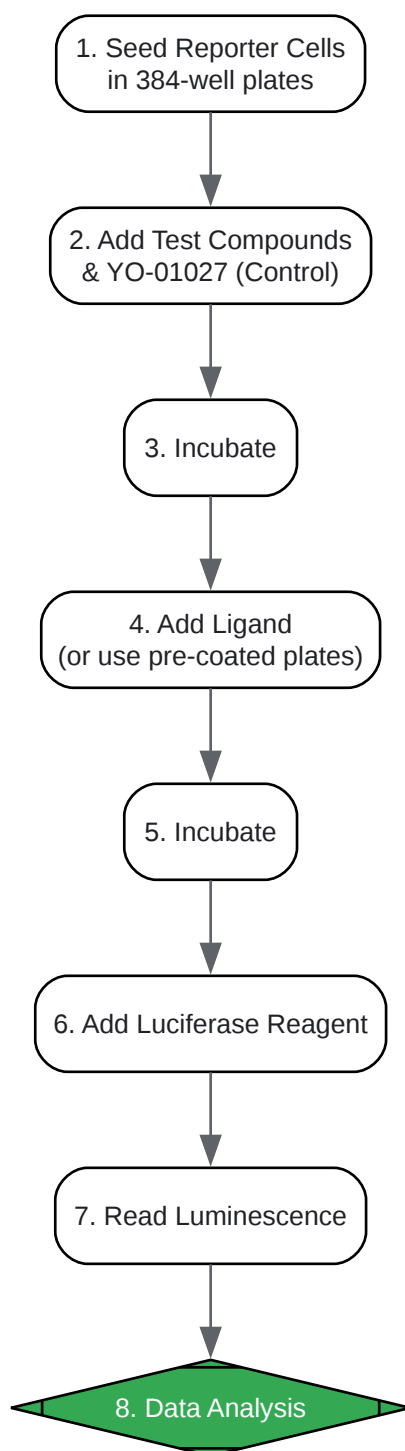 1. Seed Reporter Cells
in 384-well plates
2. Add Test Compounds
& YO-01027 (Control)
3. Incubate
4. Add Ligand
(or use pre-coated plates)
5. Incubate
6. Add Luciferase Reagent
7. Read Luminescence
8. Data Analysis